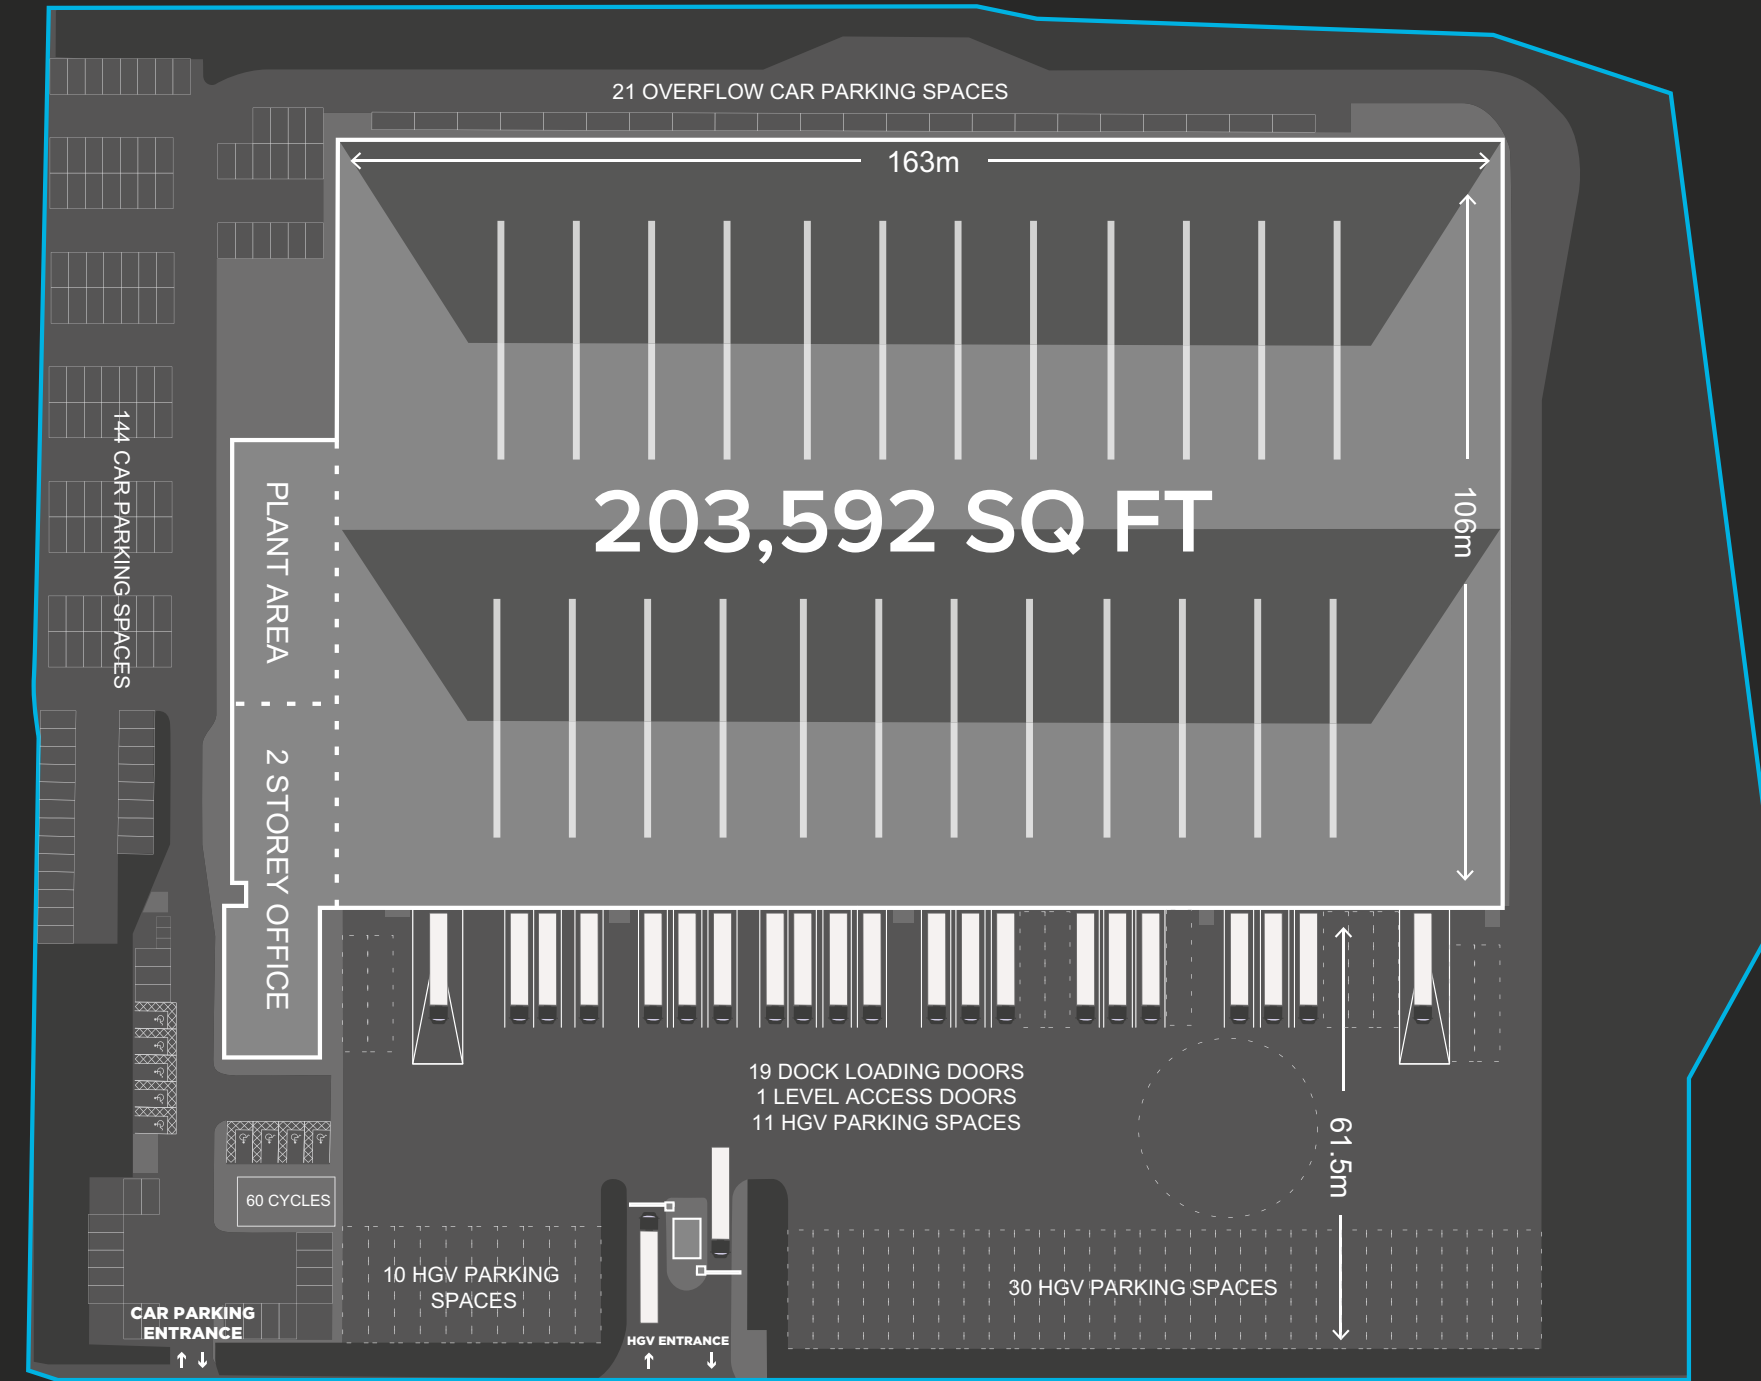 21 OVERFLOW CAR PARKING SPACES
163m
144 CAR PARKING SPACES
PLANT AREA
203,592 SQ FT
106m
2 STOREY OFFICE
19 DOCK LOADING DOORS
1 LEVEL ACCESS DOORS
11 HGV PARKING SPACES
61.5m
60 CYCLES
10 HGV PARKING
SPACES
30 HGV PARKING SPACES
CAR PARKING
ENTRANCE
HGV ENTRANCE